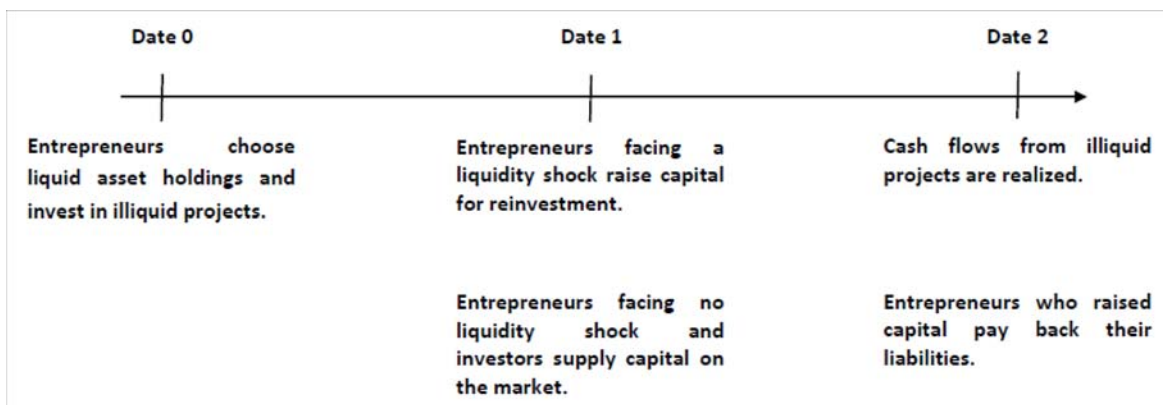 Date 0 Date 1 Date 2
Entrepreneurs choose
liquid asset holdings and
invest in illiquid projects.
Entrepreneurs facing a
liquidity shock raise capital
for reinvestment.
Cash flows from illiquid
projects are realized.
Entrepreneurs facing no
liquidity shock and
investors supply capital on
the market.
Entrepreneurs who raised
capital pay back their
liabilities.